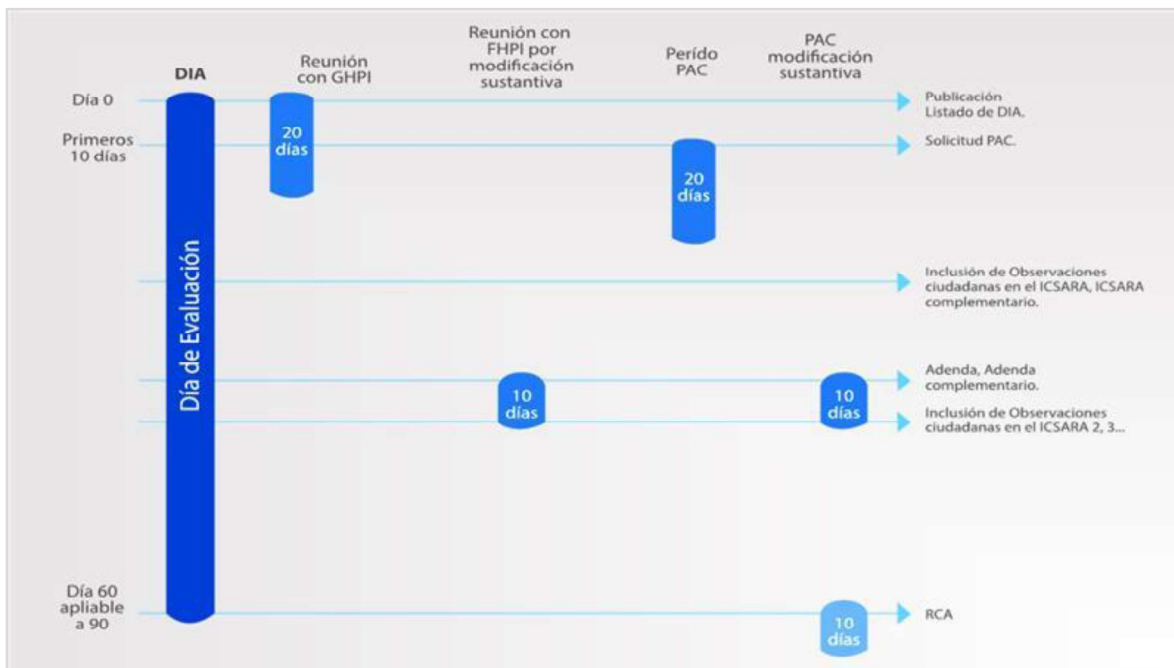 DIA
Reunión
con GHPI
Reunión con
FHPI por
modificación
sustantiva
Perído
PAC
PAC
modificación
sustantiva
Día 0
Publicación
Listado de DIA.
Primeros
10 días
20
días
Solicitud PAC.
20
días
Día de Evaluación
Inclusión de Observaciones
ciudadanas en el ICSARA, ICSARA
complementario.
10
días
10
días
Adenda, Adenda
complementario.
Inclusión de Observaciones
ciudadanas en el ICSARA 2, 3...
Día 60
apliable
a 90
10
días
RCA